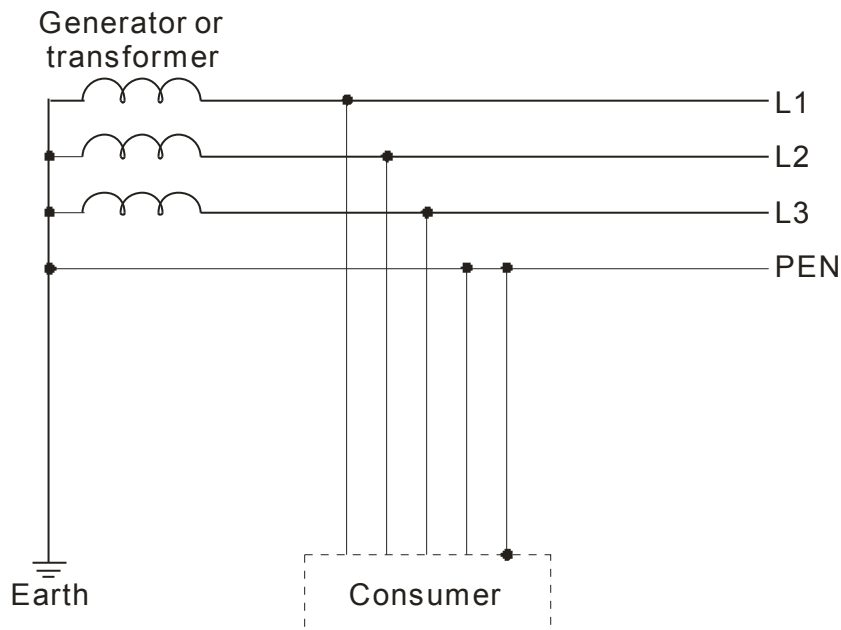 Generator or
transformer
L1
L2
L3
PEN
Earth
Consumer